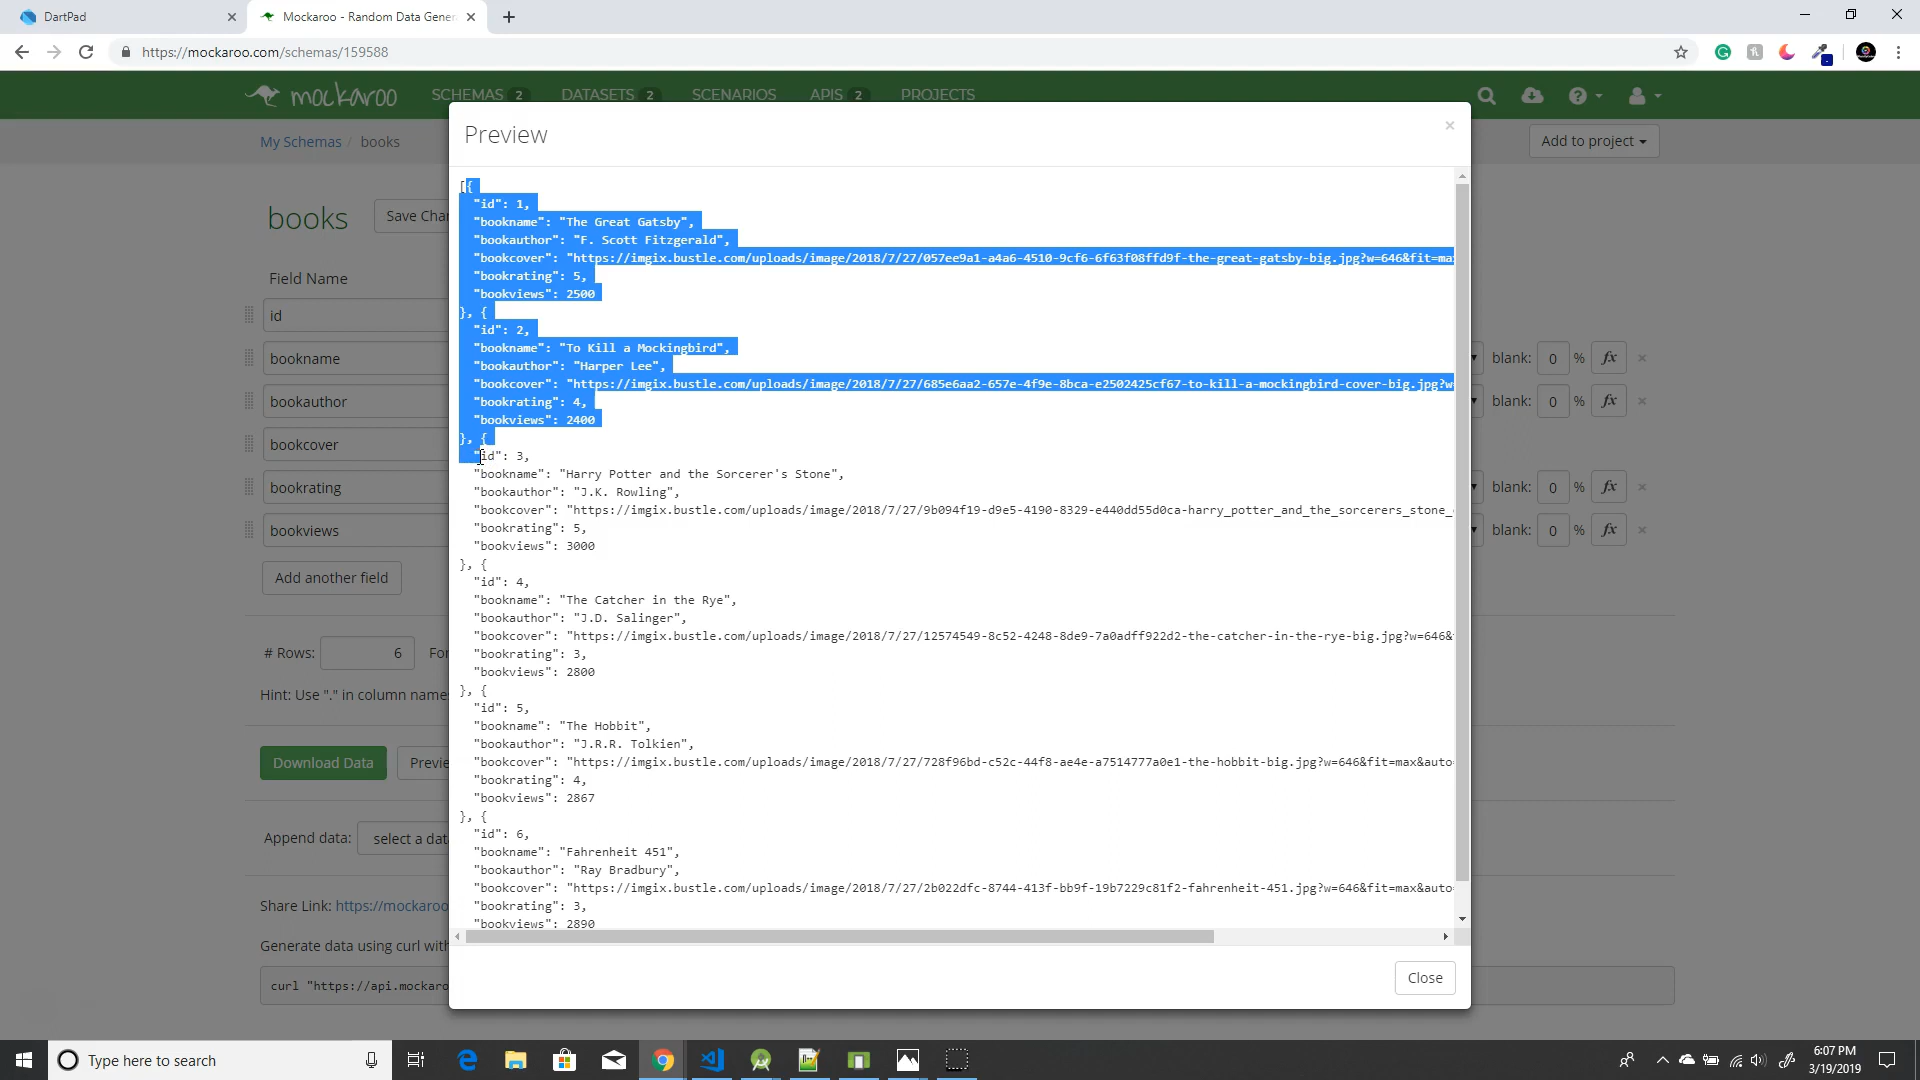 DartPad
Mockaroo - Random Data Gener
https://mockaroo.com/schemas/159588
mockaroo
SCHEMAS 2
DATASETS 2
SCENARIOS
APIS 2
PROJECTS
My Schemas / books
Add to project
books
Save Cha
Field Name
id
bookname
bookauthor
bookcover
bookrating
bookviews
Add another field
# Rows: 6 For
Hint: Use "." in column names
Download Data
Previe
Append data: select a dat
Share Link: https://mockaroo
Generate data using curl with
curl "https://api.mockaro
blank: 0 % fx ×
blank: 0 % fx ×
blank: 0 % fx ×
blank: 0 % fx ×
Preview
×
[{
"id": 1,
"bookname": "The Great Gatsby",
"bookauthor": "F. Scott Fitzgerald",
"bookcover": "https://imgix.bustle.com/uploads/image/2018/7/27/057ee9a1-a4a6-4510-9cf6-6f63f08ffd9f-the-great-gatsby-big.jpg?w=646&fit=max
"bookrating": 5,
"bookviews": 2500
}, {
"id": 2,
"bookname": "To Kill a Mockingbird",
"bookauthor": "Harper Lee",
"bookcover": "https://imgix.bustle.com/uploads/image/2018/7/27/685e6aa2-657e-4f9e-8bca-e2502425cf67-to-kill-a-mockingbird-cover-big.jpg?w
"bookrating": 4,
"bookviews": 2400
}, {
"id": 3,
"bookname": "Harry Potter and the Sorcerer's Stone",
"bookauthor": "J.K. Rowling",
"bookcover": "https://imgix.bustle.com/uploads/image/2018/7/27/9b094f19-d9e5-4190-8329-e440dd55d0ca-harry_potter_and_the_sorcerers_stone_
"bookrating": 5,
"bookviews": 3000
}, {
"id": 4,
"bookname": "The Catcher in the Rye",
"bookauthor": "J.D. Salinger",
"bookcover": "https://imgix.bustle.com/uploads/image/2018/7/27/12574549-8c52-4248-8de9-7a0adff922d2-the-catcher-in-the-rye-big.jpg?w=646&
"bookrating": 3,
"bookviews": 2800
}, {
"id": 5,
"bookname": "The Hobbit",
"bookauthor": "J.R.R. Tolkien",
"bookcover": "https://imgix.bustle.com/uploads/image/2018/7/27/728f96bd-c52c-44f8-ae4e-a7514777a0e1-the-hobbit-big.jpg?w=646&fit=max&auto=
"bookrating": 4,
"bookviews": 2867
}, {
"id": 6,
"bookname": "Fahrenheit 451",
"bookauthor": "Ray Bradbury",
"bookcover": "https://imgix.bustle.com/uploads/image/2018/7/27/2b022dfc-8744-413f-bb9f-19b7229c81f2-fahrenheit-451.jpg?w=646&fit=max&auto=
"bookrating": 3,
"bookviews": 2890
Close
Type here to search
6:07 PM
3/19/2019